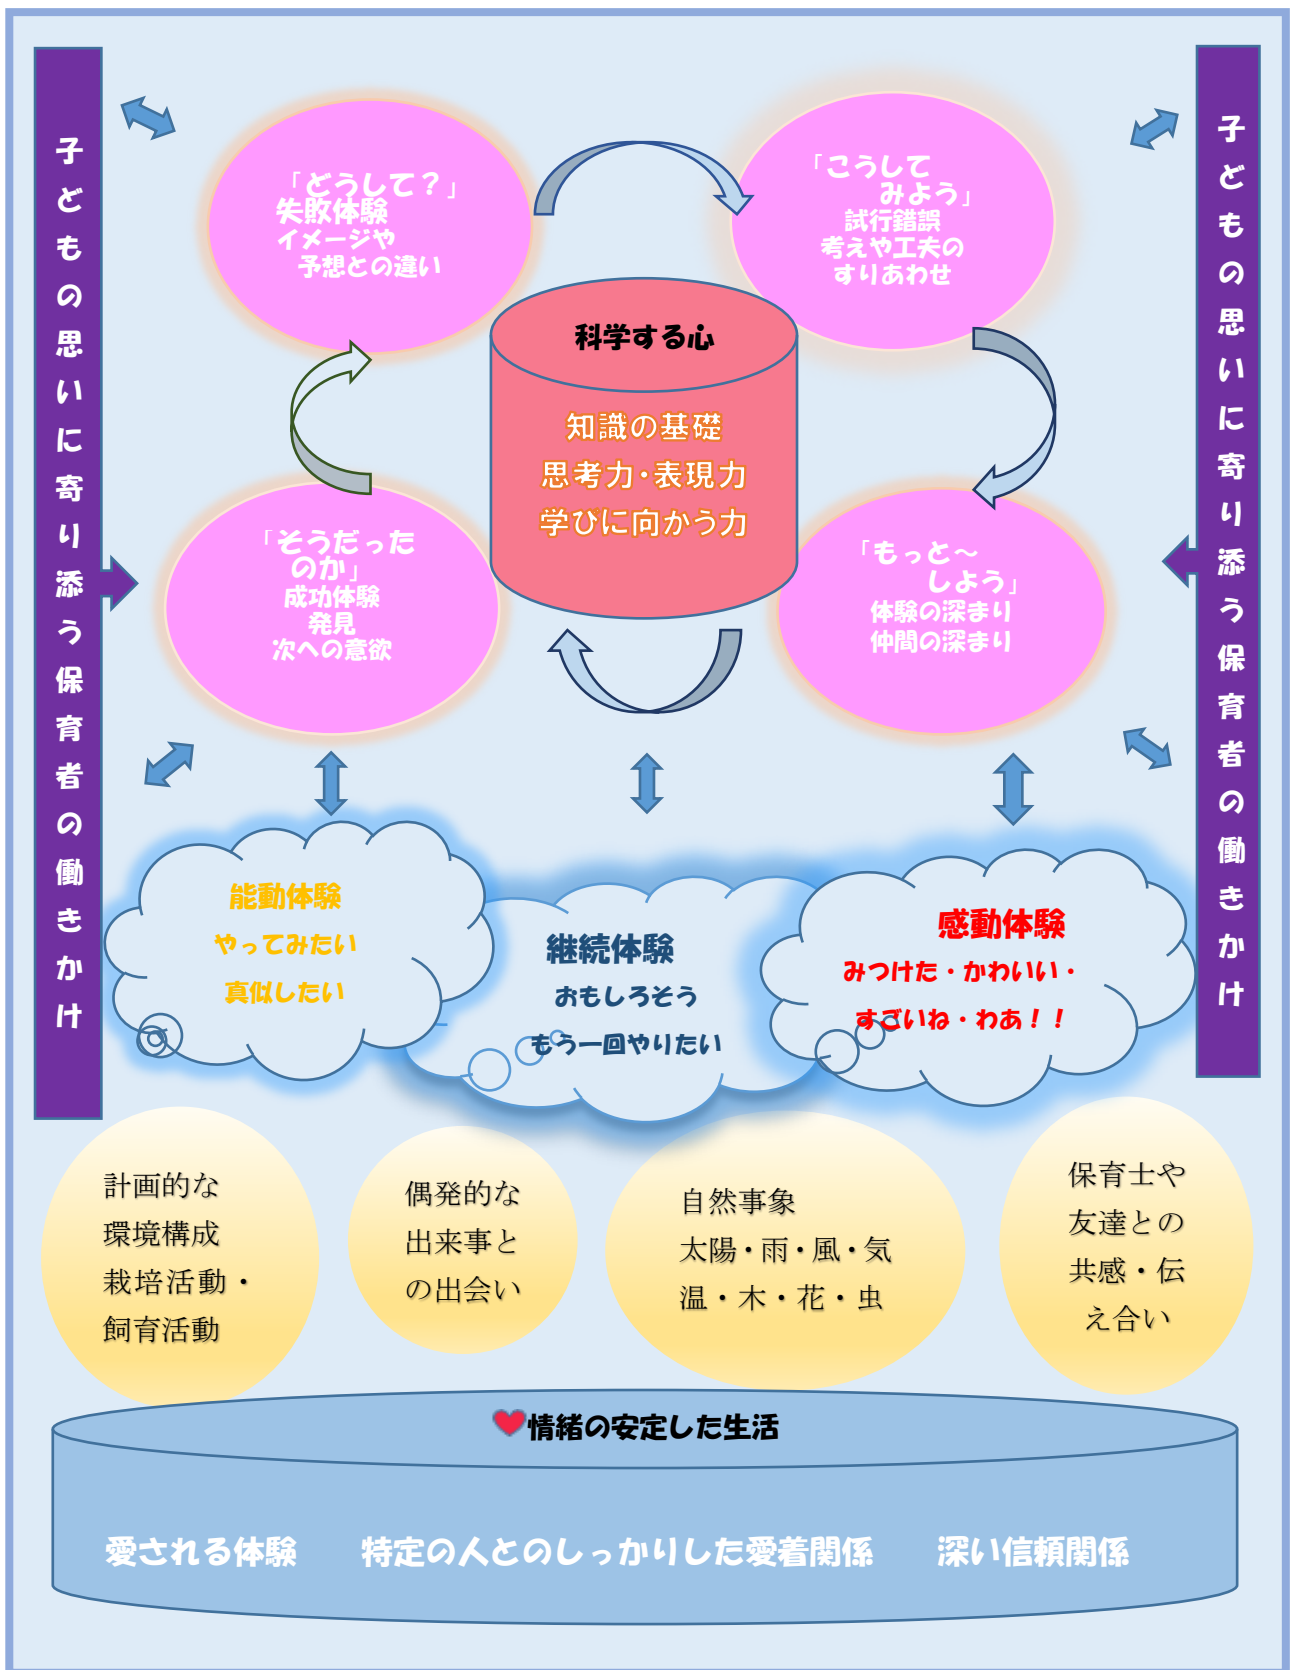 子どもの思いに寄り添う保育者の働きかけ
「どうして？」
失敗体験
イメージや
予想との違い
「こうして
みよう」
試行錯誤
考えや工夫の
すりあわせ
科学する心
知識の基礎
思考力・表現力
学びに向かう力
「そうだった
のか」
成功体験
発見
次への意欲
「もっと～
しよう」
体験の深まり
仲間の深まり
子どもの思いに寄り添う保育者の働きかけ
能動体験
やってみたい
真似したい
継続体験
おもしろそう
もう一回やりたい
感動体験
みつけた・かわいい・
すごいね・わあ！！
計画的な
環境構成
栽培活動・
飼育活動
偶発的な
出来事と
の出会い
自然事象
太陽・雨・風・気
温・木・花・虫
保育士や
友達との
共感・伝
え合い
情緒の安定した生活
愛される体験　特定の人とのしっかりした愛着関係　深い信頼関係